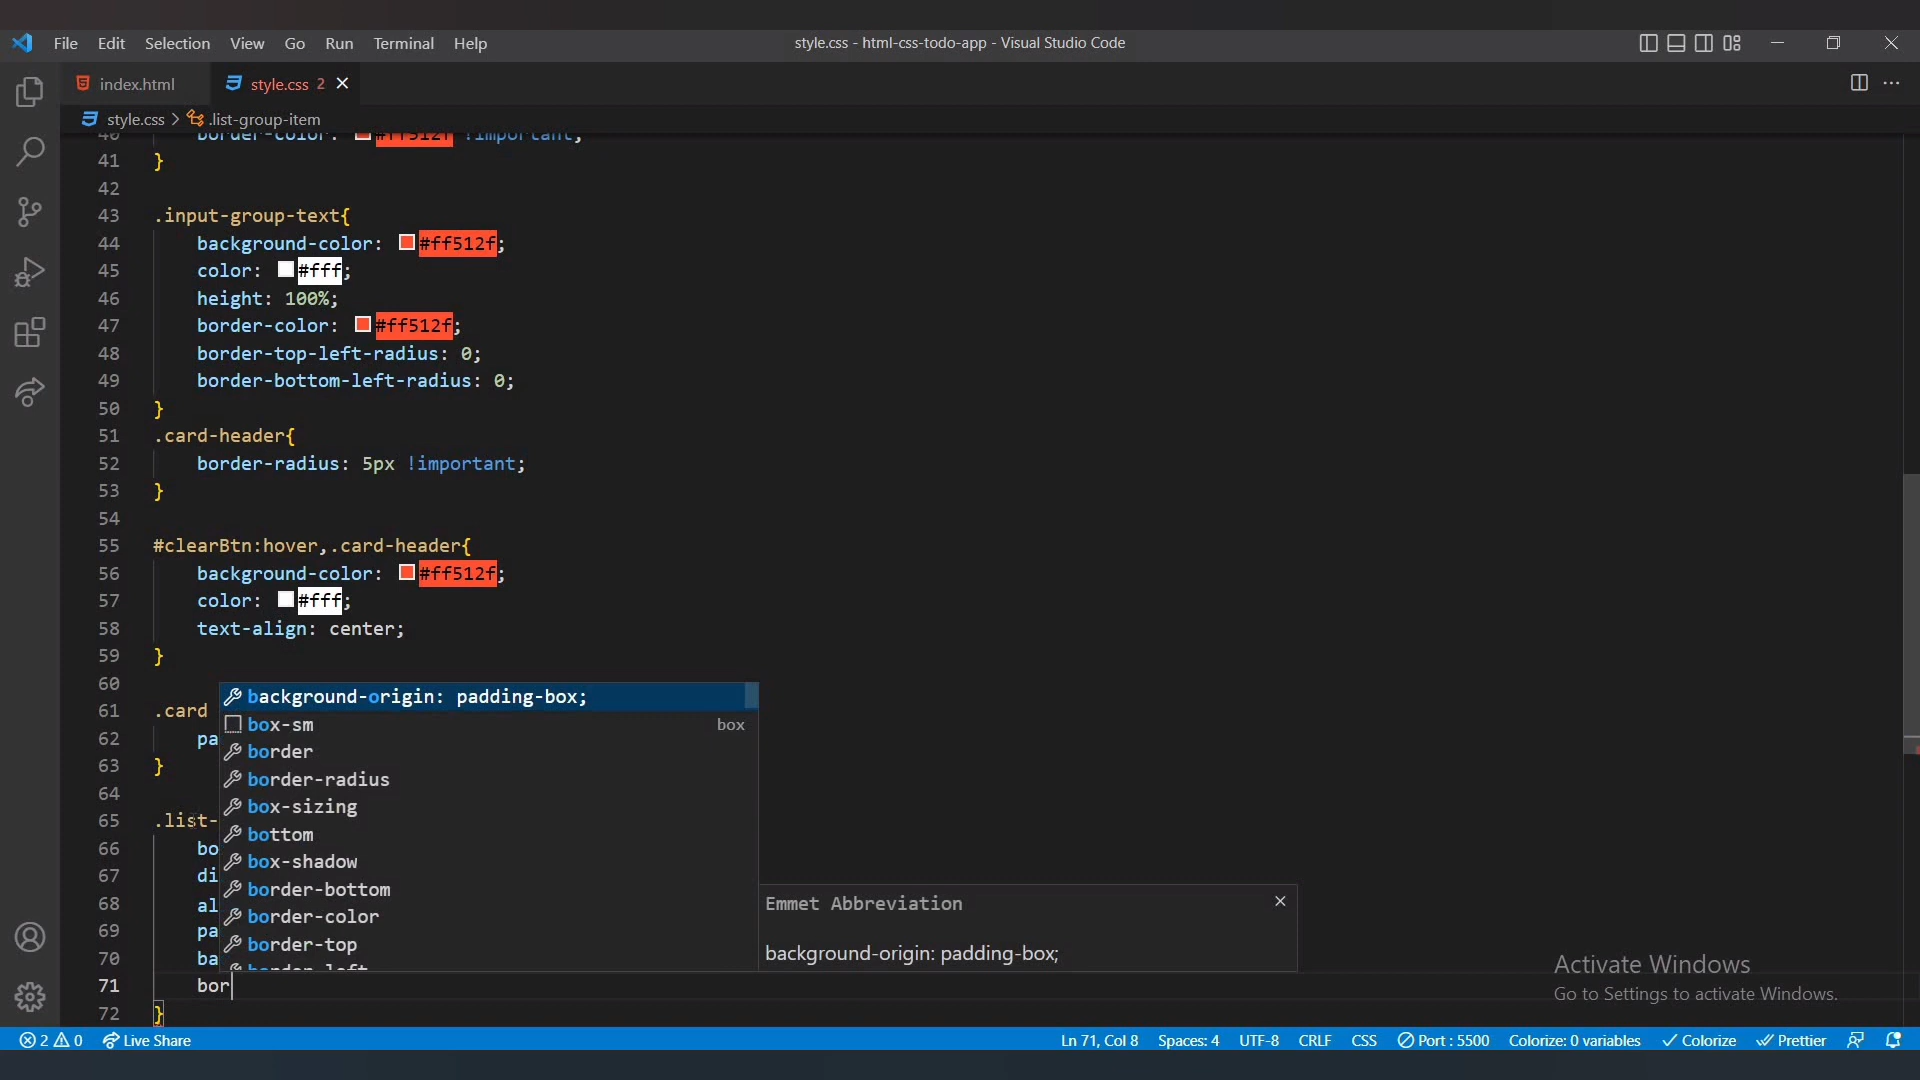 File Edit Selection View Go Run Terminal Help
style.css - html-css-todo-app - Visual Studio Code
index.html
style.css 2
style.css > .list-group-item
40 border-color: #ff512f !important;
41 }
42
43 .input-group-text{
44 background-color: #ff512f;
45 color: #fff;
46 height: 100%;
47 border-color: #ff512f;
48 border-top-left-radius: 0;
49 border-bottom-left-radius: 0;
50 }
51 .card-header{
52 border-radius: 5px !important;
53 }
54
55 #clearBtn:hover,.card-header{
56 background-color: #ff512f;
57 color: #fff;
58 text-align: center;
59 }
60
background-origin: padding-box;
61 .card
box-sm box
62 pa
border
63 }
border-radius
64
box-sizing
65 .list-
bottom
66 bo
box-shadow
67 di
border-bottom
68 al
border-color
69 pa
border-top
70 ba
border-left
71 bor
72 }
Emmet Abbreviation
background-origin: padding-box;
Activate Windows
Go to Settings to activate Windows.
2 0 Live Share Ln 71, Col 8 Spaces: 4 UTF-8 CRLF CSS Port : 5500 Colorize: 0 variables Colorize Prettier